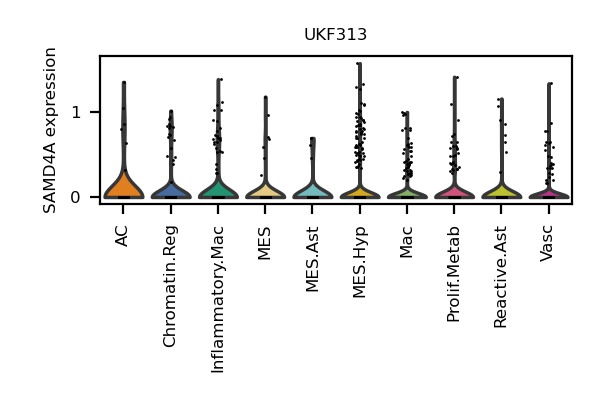 UKF313
SAMD4A expression
1
0
AC
Chromatin.Reg
Inflammatory.Mac
MES
MES.Ast
MES.Hyp
Mac
Prolif.Metab
Reactive.Ast
Vasc